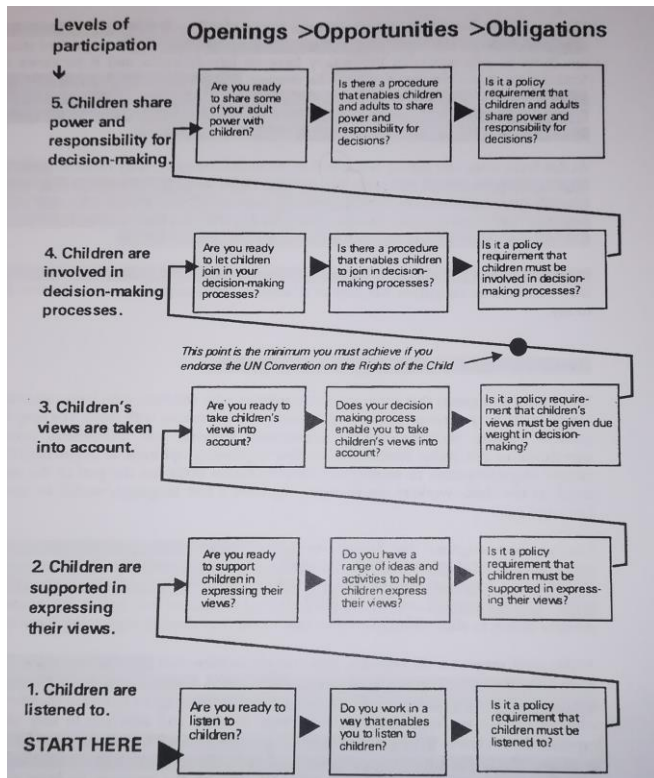 Levels of
participation
Openings >Opportunities >Obligations
5. Children share
power and
responsibility for
decision-making.
Are you ready
to share some
of your adult
power with
children?
Is there a procedure
that enables children
and adults to share
power and
responsibility for
decisions?
Is it a policy
requirement that
children and adults
share power and
responsibility for
decisions?
4. Children are
involved in
decision-making
processes.
Are you ready
to let children
join in your
decision-making
processes?
Is there a procedure
that enables children
to join in decision-
making processes?
Is it a policy
requirement that
children must be
involved in decision-
making processes?
This point is the minimum you must achieve if you
endorse the UN Convention on the Rights of the Child
3. Children's
views are taken
into account.
Are you ready to
take children's
views into
account?
Does your decision
making process
enable you to take
children's views into
account?
Is it a policy require-
ment that children's
views must be given due
weight in decision-
making?
2. Children are
supported in
expressing
their views.
Are you ready
to support
children in
expressing their
views?
Do you have a
range of ideas and
activities to help
children express
their views?
Is it a policy
requirement that
children must be
supported in express-
ing their views?
1. Children are
listened to.
START HERE
Are you ready to
listen to
children?
Do you work in a
way that enables
you to listen to
children?
Is it a policy
requirement that
children must be
listened to?